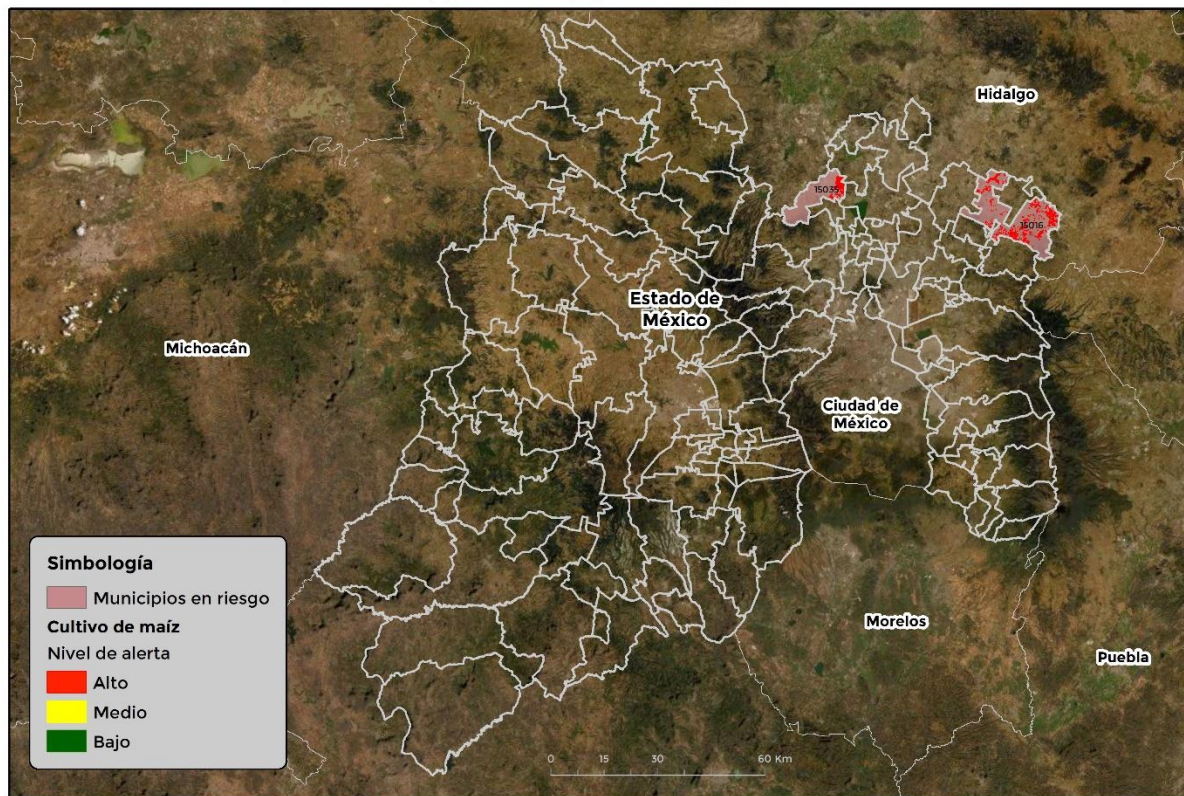 Hidalgo
15035
15016
Estado de
México
Michoacán
Ciudad de
México
Simbología
Municipios en riesgo
Cultivo de maíz
Nivel de alerta
Alto
Medio
Bajo
Morelos
Puebla
0 30 60 Km